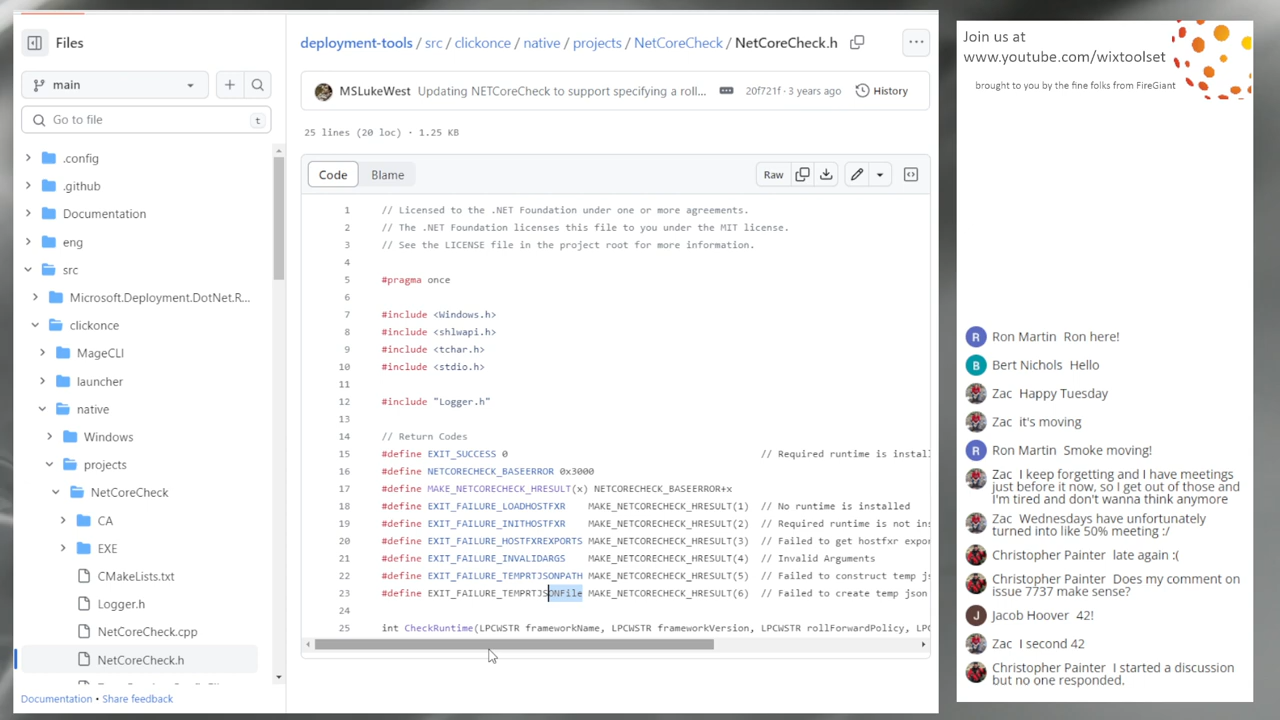 Files
main
Go to file
t
.config
.github
Documentation
eng
src
Microsoft.Deployment.DotNet.R...
clickonce
MageCLI
launcher
native
Windows
projects
NetCoreCheck
CA
EXE
CMakeLists.txt
Logger.h
NetCoreCheck.cpp
NetCoreCheck.h
Documentation • Share feedback
deployment-tools / src / clickonce / native / projects / NetCoreCheck / NetCoreCheck.h
MSLukeWest Updating NETCoreCheck to support specifying a roll... 20f721f · 3 years ago History
25 lines (20 loc) · 1.25 KB
Code Blame Raw
1 // Licensed to the .NET Foundation under one or more agreements.
2 // The .NET Foundation licenses this file to you under the MIT license.
3 // See the LICENSE file in the project root for more information.
4
5 #pragma once
6
7 #include <Windows.h>
8 #include <shlwapi.h>
9 #include <tchar.h>
10 #include <stdio.h>
11
12 #include "Logger.h"
13
14 // Return Codes
15 #define EXIT_SUCCESS 0 // Required runtime is install
16 #define NETCORECHECK_BASEERROR 0x3000
17 #define MAKE_NETCORECHECK_HRESULT(x) NETCORECHECK_BASEERROR+x
18 #define EXIT_FAILURE_LOADHOSTFXR MAKE_NETCORECHECK_HRESULT(1) // No runtime is installed
19 #define EXIT_FAILURE_INITHOSTFXR MAKE_NETCORECHECK_HRESULT(2) // Required runtime is not ins
20 #define EXIT_FAILURE_HOSTFXREXPORTS MAKE_NETCORECHECK_HRESULT(3) // Failed to get hostfxr expor
21 #define EXIT_FAILURE_INVALIDARGS MAKE_NETCORECHECK_HRESULT(4) // Invalid Arguments
22 #define EXIT_FAILURE_TEMPRTJSONPATH MAKE_NETCORECHECK_HRESULT(5) // Failed to construct temp js
23 #define EXIT_FAILURE_TEMPRTJSONFile MAKE_NETCORECHECK_HRESULT(6) // Failed to create temp json
24
25 int CheckRuntime(LPCWSTR frameworkName, LPCWSTR frameworkVersion, LPCWSTR rollForwardPolicy, LPC
Join us at
www.youtube.com/wixtoolset
brought to you by the fine folks from FireGiant
R Ron Martin Ron here!
B Bert Nichols Hello
Zac Happy Tuesday
Zac it's moving
R Ron Martin Smoke moving!
Zac I keep forgetting and I have meetings
just before it now, so I get out of those and
I'm tired and don't wanna think anymore
Zac Wednesdays have unfortunately
turned into like 50% meeting :/
Christopher Painter late again :(
Christopher Painter Does my comment on
issue 7737 make sense?
J Jacob Hoover 42!
Zac I second 42
Christopher Painter I started a discussion
but no one responded.